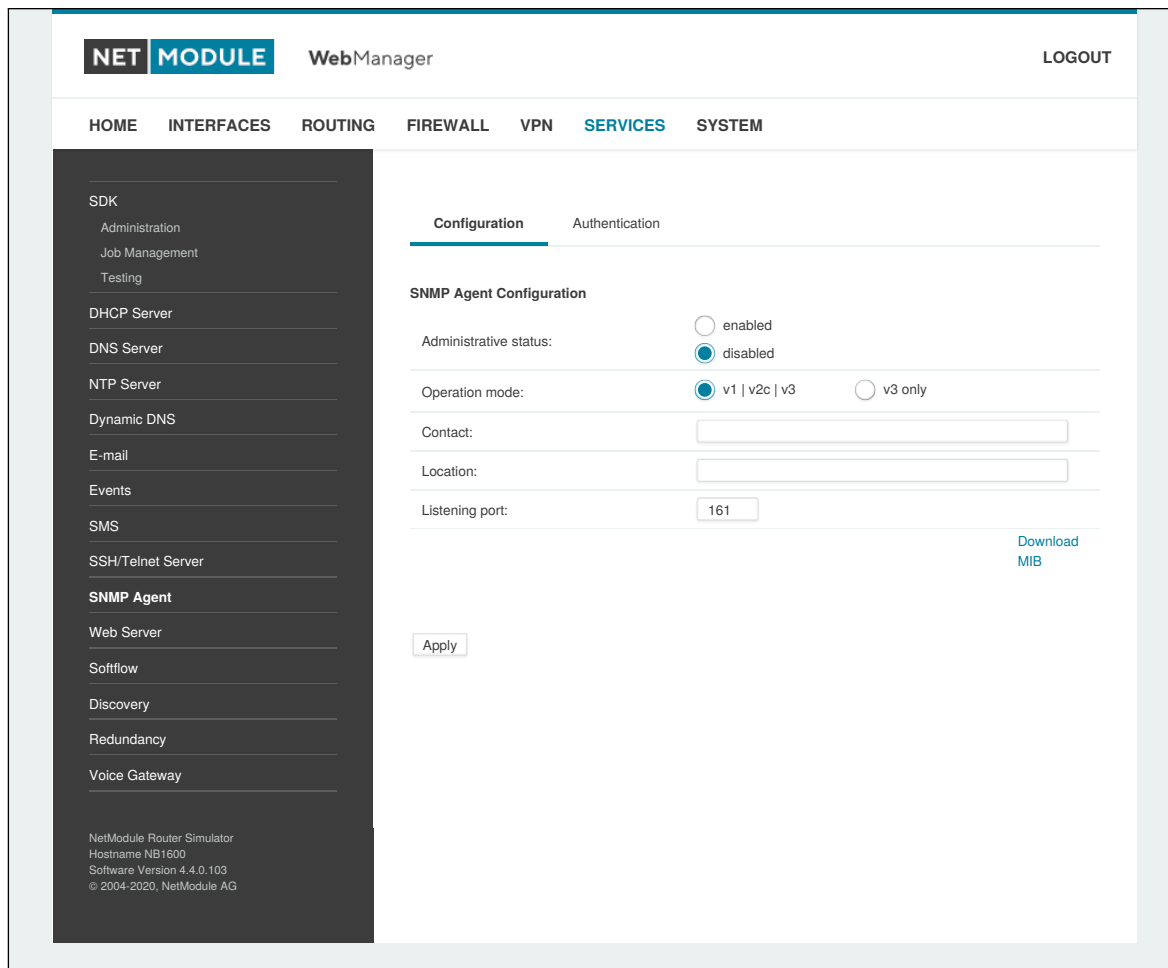 NET MODULE WebManager LOGOUT
HOME INTERFACES ROUTING FIREWALL VPN SERVICES SYSTEM
SDK
Administration
Job Management
Testing
DHCP Server
DNS Server
NTP Server
Dynamic DNS
E-mail
Events
SMS
SSH/Telnet Server
SNMP Agent
Web Server
Softflow
Discovery
Redundancy
Voice Gateway
NetModule Router Simulator
Hostname NB1600
Software Version 4.4.0.103
© 2004-2020, NetModule AG
Configuration Authentication
SNMP Agent Configuration
Administrative status:
enabled
disabled
Operation mode: v1 | v2c | v3 v3 only
Contact:
Location:
Listening port: 161
Download
MIB
Apply